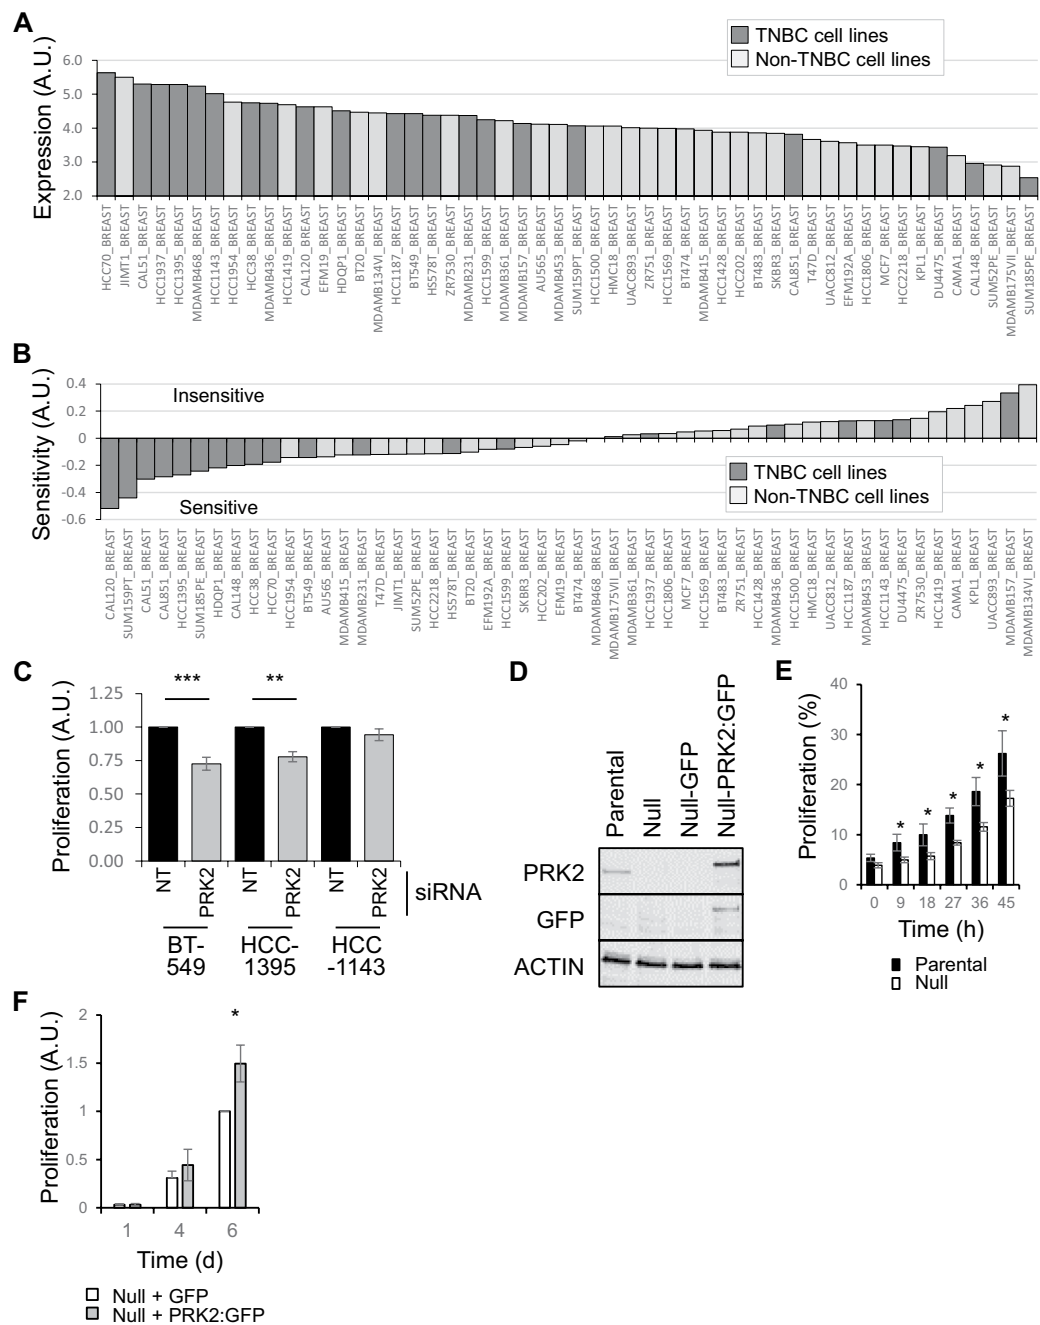 A
TNBC cell lines
Non-TNBC cell lines
Expression (A.U.)
6.0
5.0
4.0
3.0
2.0
HCC70_BREAST
JIMT1_BREAST
CAL51_BREAST
HCC1937_BREAST
HCC1395_BREAST
MDAMB468_BREAST
HCC1143_BREAST
HCC1954_BREAST
HCC38_BREAST
MDAMB436_BREAST
HCC1419_BREAST
CAL120_BREAST
EFM19_BREAST
HDQP1_BREAST
BT20_BREAST
MDAMB134VI_BREAST
HCC1187_BREAST
BT549_BREAST
HS578T_BREAST
ZR7530_BREAST
MDAMB231_BREAST
HCC1599_BREAST
MDAMB361_BREAST
MDAMB157_BREAST
AU565_BREAST
MDAMB453_BREAST
SUM159PT_BREAST
HCC1500_BREAST
HMC18_BREAST
UACC893_BREAST
ZR751_BREAST
HCC1569_BREAST
BT474_BREAST
MDAMB415_BREAST
HCC1428_BREAST
HCC202_BREAST
BT483_BREAST
SKBR3_BREAST
CAL851_BREAST
T47D_BREAST
UACC812_BREAST
EFM192A_BREAST
HCC1806_BREAST
MCF7_BREAST
HCC2218_BREAST
KPL1_BREAST
DU4475_BREAST
CAMA1_BREAST
CAL148_BREAST
SUM52PE_BREAST
MDAMB175VII_BREAST
SUM185PE_BREAST
B
Sensitivity (A.U.)
0.4
0.2
0
-0.2
-0.4
-0.6
Insensitive
Sensitive
TNBC cell lines
Non-TNBC cell lines
CAL120_BREAST
SUM159PT_BREAST
CAL51_BREAST
CAL851_BREAST
HCC1395_BREAST
SUM185PE_BREAST
HDQP1_BREAST
CAL148_BREAST
HCC38_BREAST
HCC70_BREAST
HCC1954_BREAST
BT549_BREAST
AU565_BREAST
MDAMB415_BREAST
MDAMB231_BREAST
T47D_BREAST
JIMT1_BREAST
SUM52PE_BREAST
HCC2218_BREAST
HS578T_BREAST
BT20_BREAST
EFM192A_BREAST
HCC1599_BREAST
SKBR3_BREAST
HCC202_BREAST
EFM19_BREAST
BT474_BREAST
MDAMB468_BREAST
MDAMB175VII_BREAST
MDAMB361_BREAST
HCC1937_BREAST
HCC1806_BREAST
MCF7_BREAST
HCC1569_BREAST
BT483_BREAST
ZR751_BREAST
HCC1428_BREAST
MDAMB436_BREAST
HCC1500_BREAST
HMC18_BREAST
UACC812_BREAST
HCC1187_BREAST
MDAMB453_BREAST
HCC1143_BREAST
DU4475_BREAST
ZR7530_BREAST
HCC1419_BREAST
CAMA1_BREAST
KPL1_BREAST
UACC893_BREAST
MDAMB157_BREAST
MDAMB134VI_BREAST
C
Proliferation (A.U.)
1.25
1.00
0.75
0.50
0.25
0.00
***
**
NT
PRK2
NT
PRK2
NT
PRK2
siRNA
BT-
549
HCC-
1395
HCC
-1143
D
Parental
Null
Null-GFP
Null-PRK2:GFP
PRK2
GFP
ACTIN
E
Proliferation (%)
40
30
20
10
0
*
*
*
*
*
0 9 18 27 36 45
Time (h)
Parental
Null
F
Proliferation (A.U.)
2
1.5
1
0.5
0
*
1 4 6
Time (d)
Null + GFP
Null + PRK2:GFP